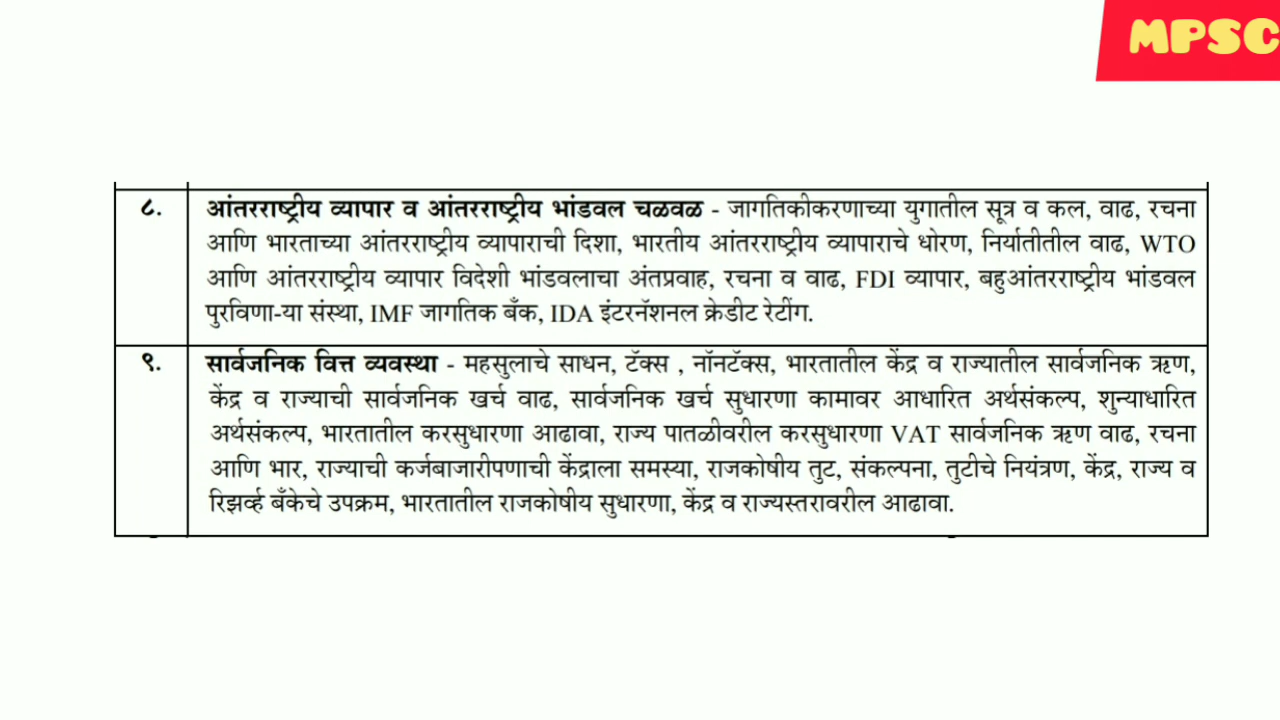 MPSC
८. आंतरराष्ट्रीय व्यापार व आंतरराष्ट्रीय भांडवल चळवळ - जागतिकीकरणाच्या युगातील सूत्र व कल, वाढ, रचना
आणि भारताच्या आंतरराष्ट्रीय व्यापाराची दिशा, भारतीय आंतरराष्ट्रीय व्यापाराचे धोरण, निर्यातीतील वाढ, WTO
आणि आंतरराष्ट्रीय व्यापार विदेशी भांडवलाचा अंतप्रवाह, रचना व वाढ, FDI व्यापार, बहुआंतरराष्ट्रीय भांडवल
पुरविणा-या संस्था, IMF जागतिक बँक, IDA इंटरनॅशनल क्रेडीट रेटींग.
९. सार्वजनिक वित्त व्यवस्था - महसुलाचे साधन, टॅक्स , नॉनटॅक्स, भारतातील केंद्र व राज्यातील सार्वजनिक ऋण,
केंद्र व राज्याची सार्वजनिक खर्च वाढ, सार्वजनिक खर्च सुधारणा कामावर आधारित अर्थसंकल्प, शुन्याधारित
अर्थसंकल्प, भारतातील करसुधारणा आढावा, राज्य पातळीवरील करसुधारणा VAT सार्वजनिक ऋण वाढ, रचना
आणि भार, राज्याची कर्जबाजारीपणाची केंद्राला समस्या, राजकोषीय तुट, संकल्पना, तुटीचे नियंत्रण, केंद्र, राज्य व
रिझर्व्ह बँकेचे उपक्रम, भारतातील राजकोषीय सुधारणा, केंद्र व राज्यस्तरावरील आढावा.